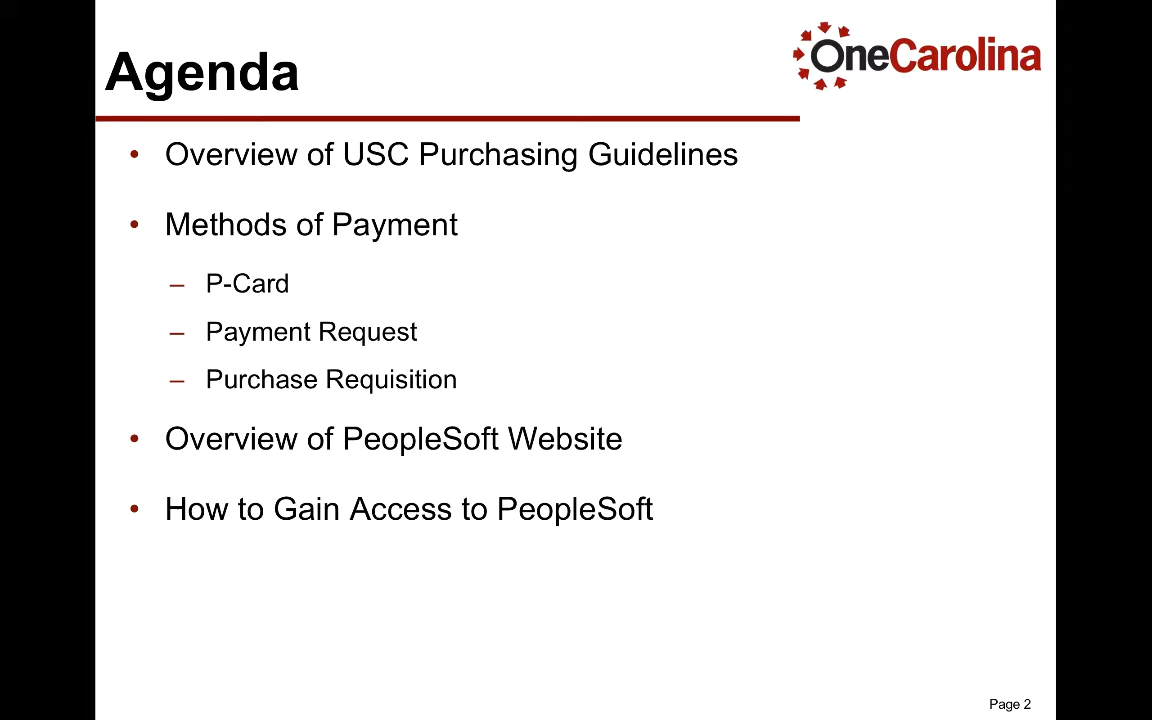 Agenda
OneCarolina
• Overview of USC Purchasing Guidelines
• Methods of Payment
– P-Card
– Payment Request
– Purchase Requisition
• Overview of PeopleSoft Website
• How to Gain Access to PeopleSoft
Page 2